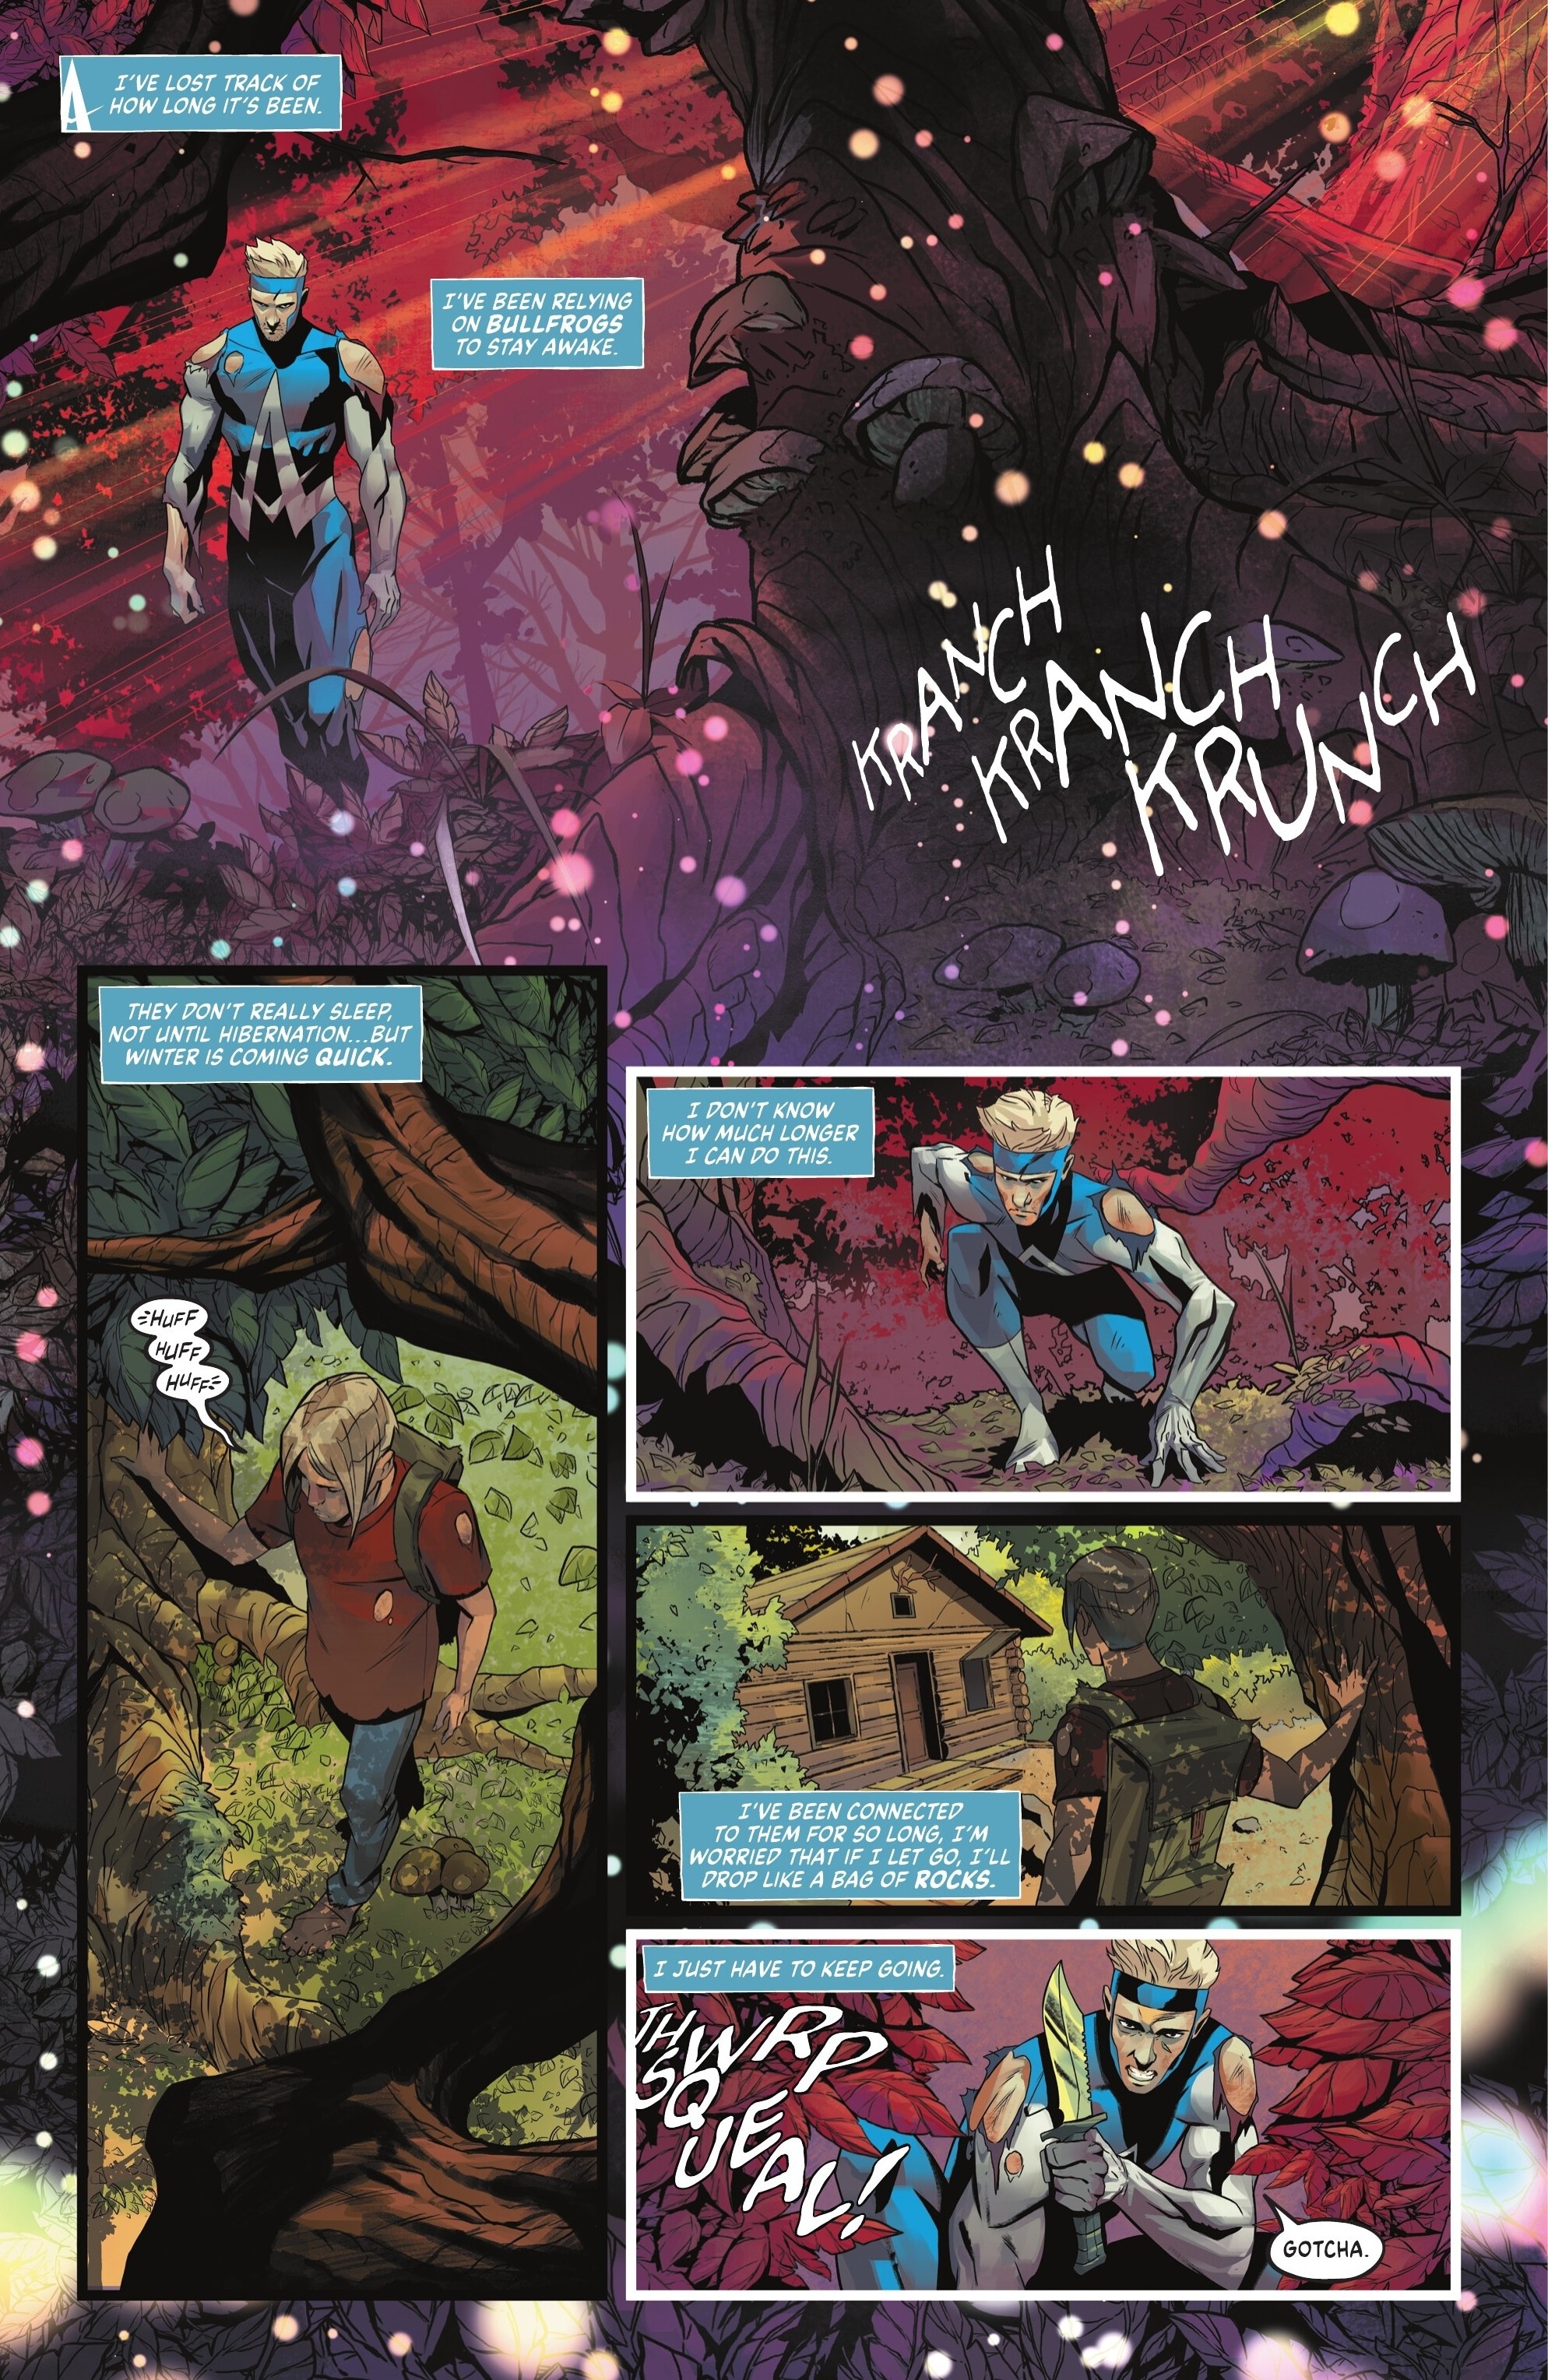 A
I'VE LOST TRACK OF
HOW LONG IT'S BEEN.
I'VE BEEN RELYING
ON BULLFROGS
TO STAY AWAKE.
KRANCH
KRANCH
KRUNCH
THEY DON'T REALLY SLEEP,
NOT UNTIL HIBERNATION...BUT
WINTER IS COMING QUICK.
HUFF
HUFF
HUFF
I DON'T KNOW
HOW MUCH LONGER
I CAN DO THIS.
I'VE BEEN CONNECTED
TO THEM FOR SO LONG, I'M
WORRIED THAT IF I LET GO, I'LL
DROP LIKE A BAG OF ROCKS.
I JUST HAVE TO KEEP GOING.
THWRP
SQUEAL!
GOTCHA.